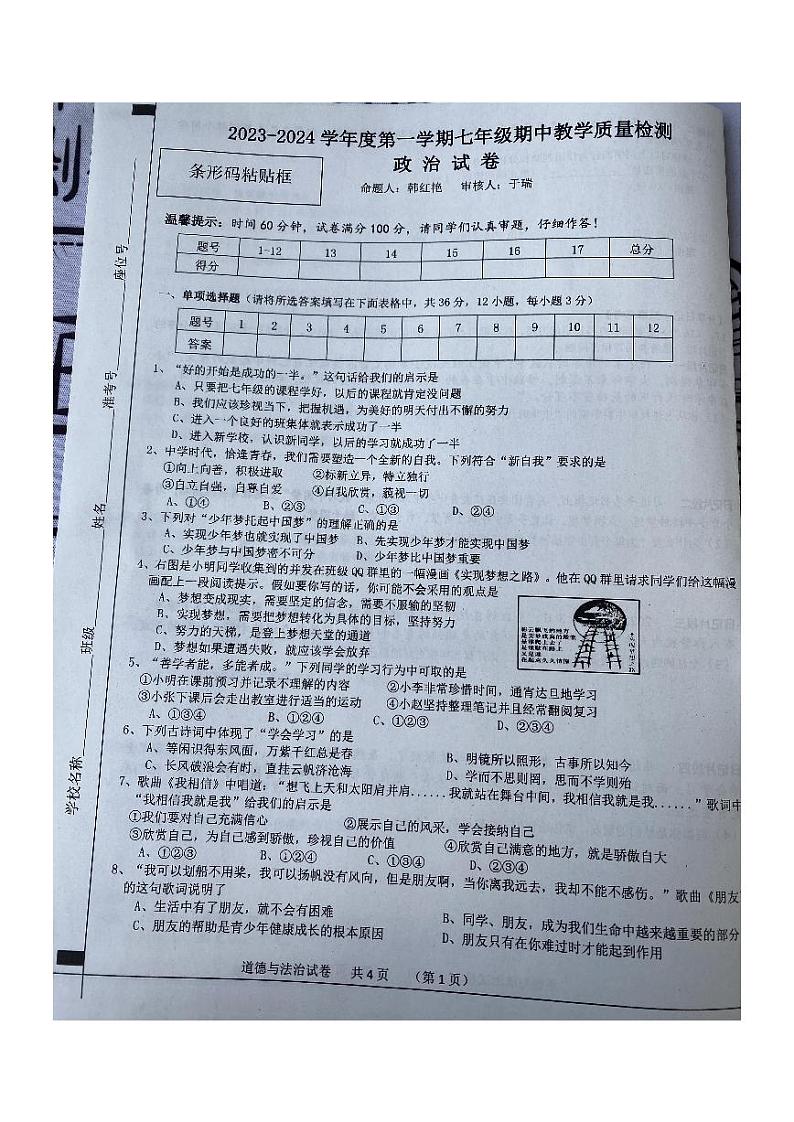 2023-2024学年度第一学期七年级期中教学质量检测
政 治 试 卷
条形码粘贴框
命题人：韩红艳 审核人：于瑞
温馨提示：时间60分钟，试卷满分100分，请同学们认真审题，仔细作答！
题号 1-12 13 14 15 16 17 总分
得分
一、单项选择题（请将所选答案填写在下面表格中，共36分，12小题，每小题3分）
题号 1 2 3 4 5 6 7 8 9 10 11 12
答案
1、“好的开始是成功的一半。”这句话给我们的启示是
A、只要把七年级的课程学好，以后的课程就肯定没问题
B、我们应该珍视当下，把握机遇，为美好的明天付出不懈的努力
C、进入一个良好的班集体就表示成功了一半
D、进入新学校，认识新同学，以后的学习就成功了一半
2、中学时代，恰逢青春，我们需要塑造一个全新的自我。下列符合“新自我”要求的是
①向上向善，积极进取 ②标新立异，特立独行
③自立自强，自尊自爱 ④自我欣赏，藐视一切
A、①④ B、②③ C、①③ D、②④
3、下列对“少年梦托起中国梦”的理解正确的是
A、实现少年梦也就实现了中国梦 B、先实现少年梦才能实现中国梦
C、少年梦与中国梦密不可分 D、少年梦比中国梦重要
4、右图是小明同学收集到的并发在班级QQ群里的一幅漫画《实现梦想之路》。他在QQ群里请求同学们给这幅漫
画配上一段阅读提示。假如要你写的话，你可能不会采用的观点是
A、梦想变成现实，需要坚定的信念，需要不服输的坚韧
B、实现梦想，需要把梦想转化为具体的目标，坚持努力
C、努力的天梯，是登上梦想天堂的通道
D、梦想如果遭遇失败，就应该学会放弃
5、“善学者能，多能者成。”下列同学的学习行为中可取的是
①小明在课前预习并记录不理解的内容 ②小李非常珍惜时间，通宵达旦地学习
③小张下课后会走出教室进行适当的运动 ④小赵坚持整理笔记并且经常翻阅复习
A、①③④ B、①②④ C、①②③ D、②③④
6、下列古诗词中体现了“学会学习”的是
A、等闲识得东风面，万紫千红总是春 B、明镜所以照形，古事所以知今
C、长风破浪会有时，直挂云帆济沧海 D、学而不思则罔，思而不学则殆
7、歌曲《我相信》中唱道：“想飞上天和太阳肩并肩......我就站在舞台中间，我相信我就是我......”歌词中
“我相信我就是我”给我们的启示是
①我们要对自己充满信心 ②展示自己的风采，学会接纳自己
③欣赏自己，为自己感到骄傲，珍视自己的价值 ④欣赏自己满意的地方，就是骄傲自大
A、①②③ B、①②④ C、①③④ D、②③④
8、“我可以划船不用桨，我可以扬帆没有风向，但是朋友啊，当你离我远去，我却不能不感伤。”歌曲《朋友》
的这句歌词说明了
A、生活中有了朋友，就不会有困难 B、同学、朋友，成为我们生命中越来越重要的部分
C、朋友的帮助是青少年健康成长的根本原因 D、朋友只有在你难过时才能起到作用
道德与法治试卷 共4页 （第1页）
学校名称
班级
姓名
准考号
座位号